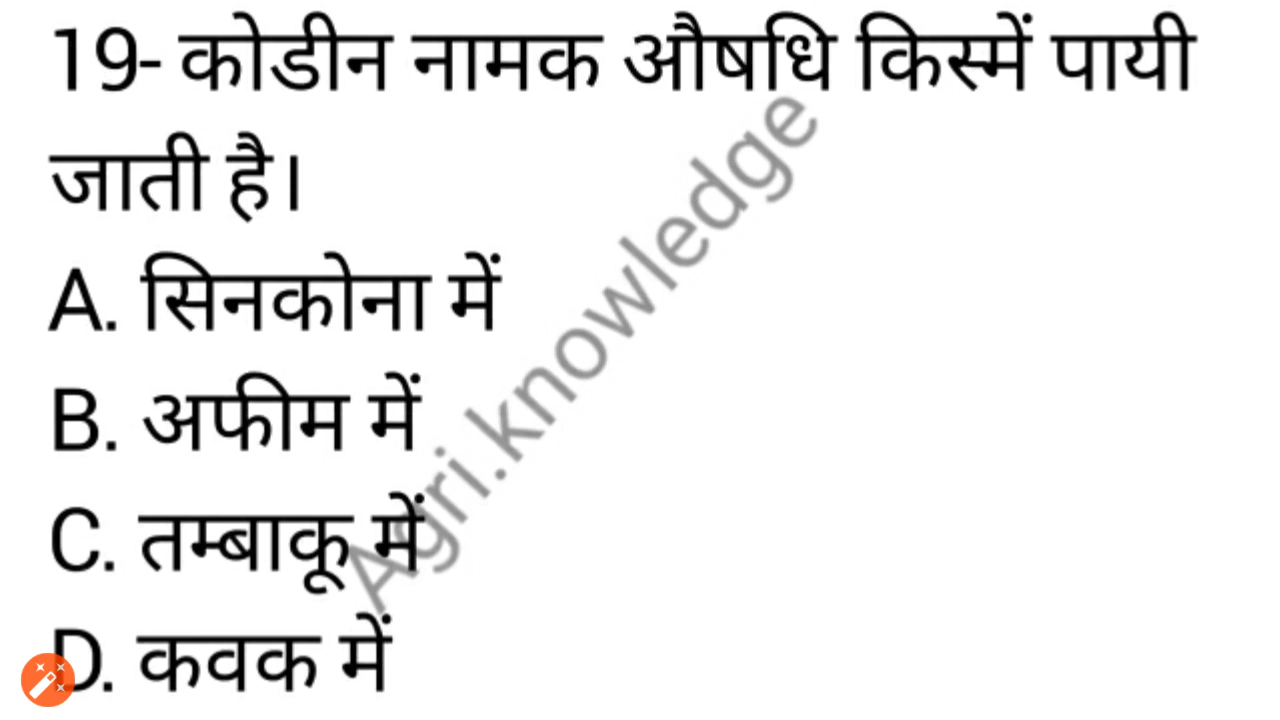 19- कोडीन नामक औषधि किस्में पायी
जाती है।
A. सिनकोना में
B. अफीम में
C. तम्बाकू में
D. कवक में
Agri.knowledge